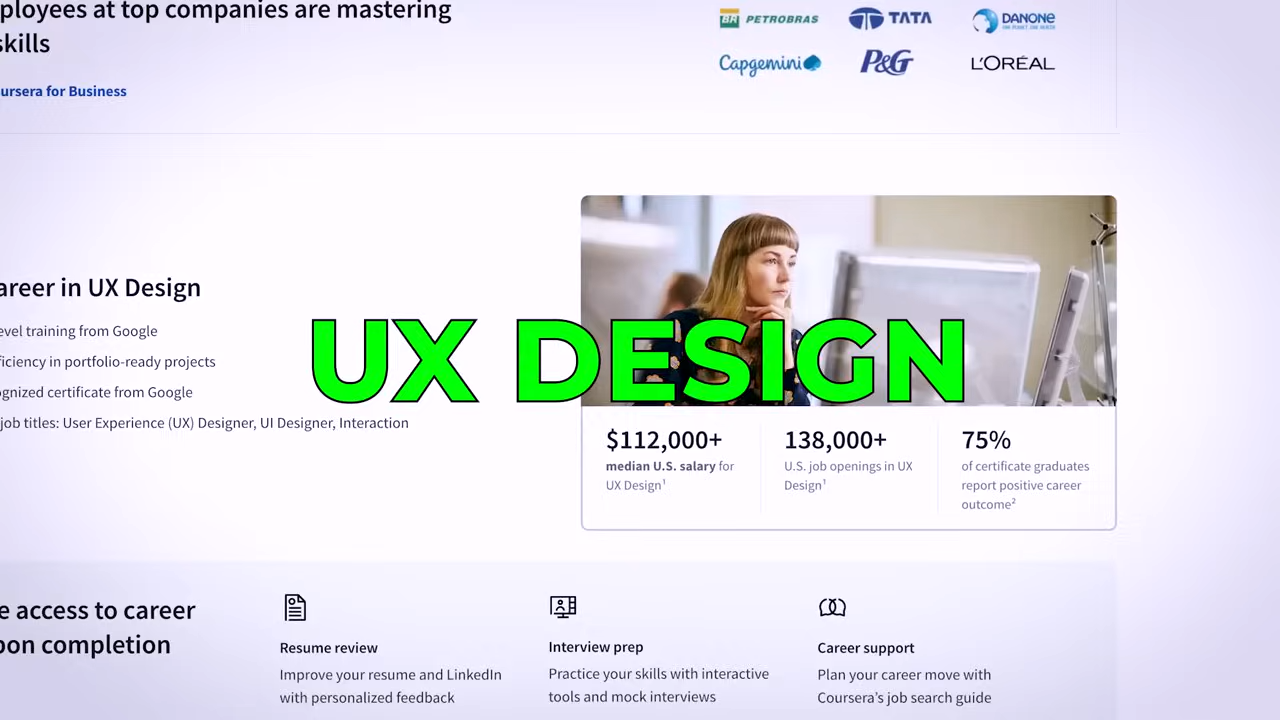 ployees at top companies are mastering
skills
ursera for Business
BR PETROBRAS
TATA
DANONE
Capgemini
P&G
L'ORÉAL
areer in UX Design
evel training from Google
ficiency in portfolio-ready projects
ognized certificate from Google
job titles: User Experience (UX) Designer, UI Designer, Interaction
UX DESIGN
$112,000+
median U.S. salary for
UX Design¹
138,000+
U.S. job openings in UX
Design¹
75%
of certificate graduates
report positive career
outcome²
e access to career
pon completion
Resume review
Improve your resume and LinkedIn
with personalized feedback
Interview prep
Practice your skills with interactive
tools and mock interviews
Career support
Plan your career move with
Coursera's job search guide